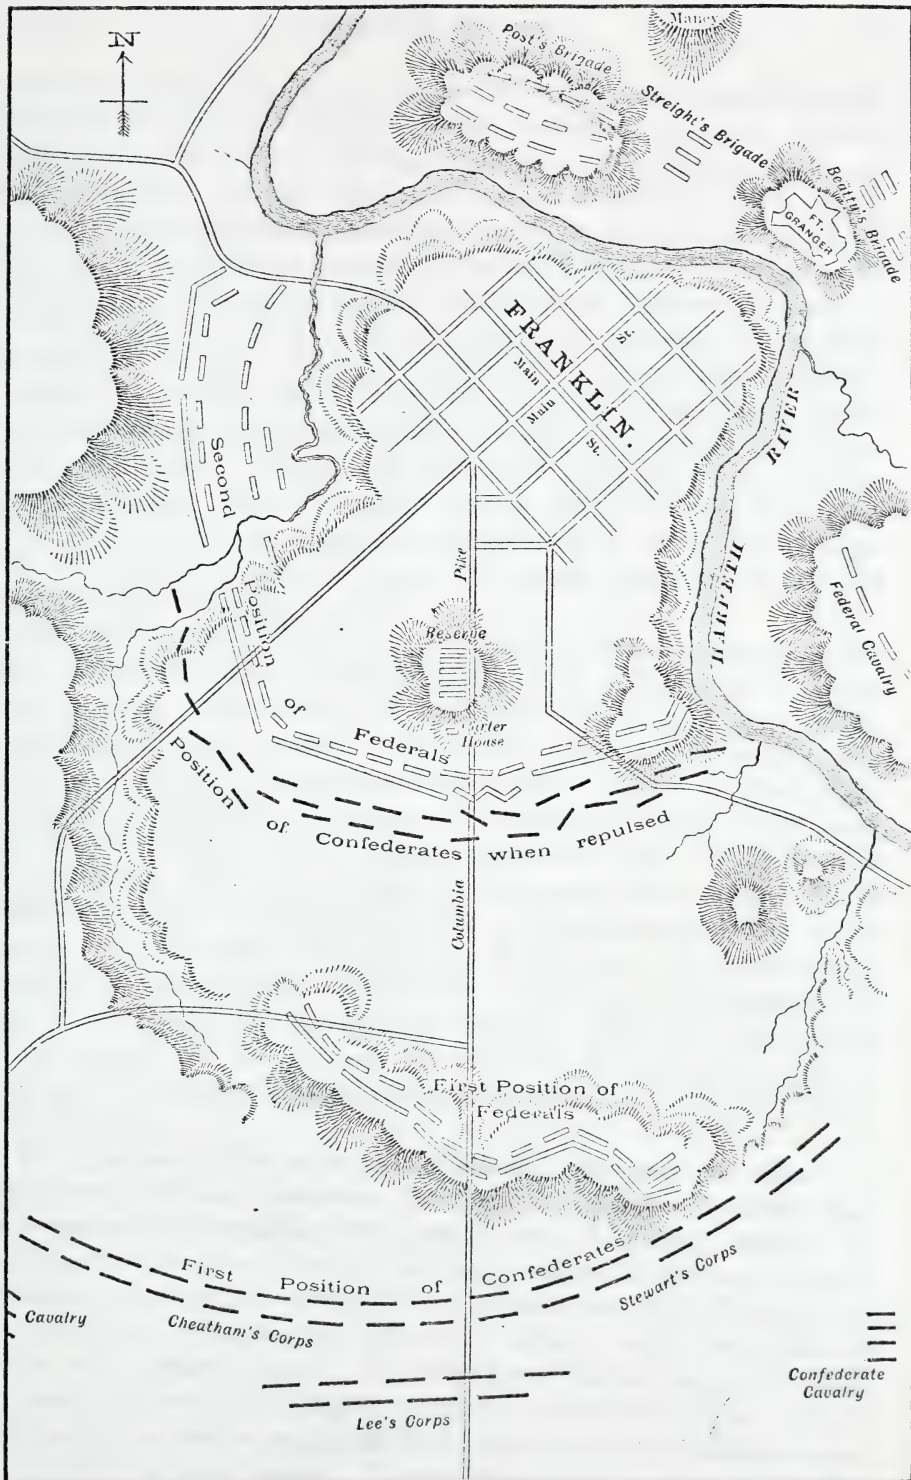 N
Maney
Post's Brigade
Streight's Brigade
Beatty's Brigade
FT.
GRANGER
FRANKLIN.
St.
Main
Main
St.
RIVER
HARPETH
Second
Position
of
Federals
Pike
Reserve
Carter
House
Federal Cavalry
Position
of Confederates when repulsed
Columbia
First Position of
Federals
First Position of Confederates
Cheatham's Corps
Stewart's Corps
Cavalry
Lee's Corps
Confederate
Cavalry